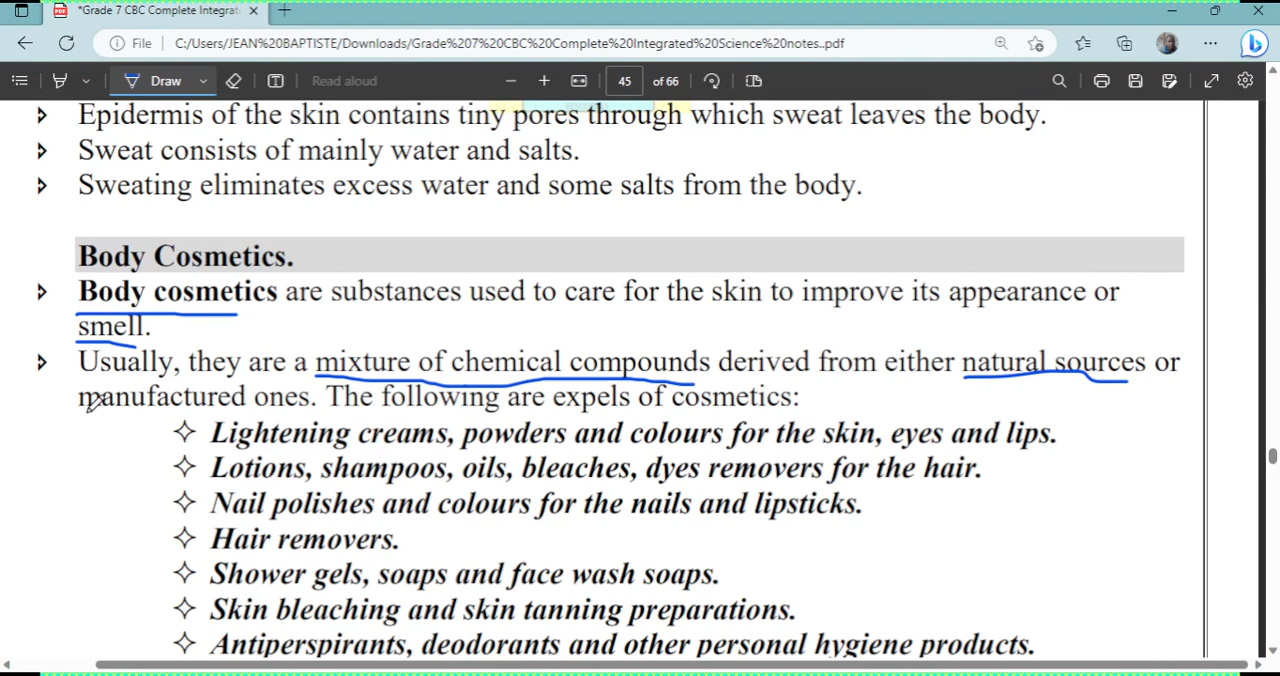 *Grade 7 CBC Complete Integrat
File C:/Users/JEAN%20BAPTISTE/Downloads/Grade%207%20CBC%20Complete%20Integrated%20Science%20notes..pdf
Draw Read aloud 45 of 66
Epidermis of the skin contains tiny pores through which sweat leaves the body.
Sweat consists of mainly water and salts.
Sweating eliminates excess water and some salts from the body.
Body Cosmetics.
Body cosmetics are substances used to care for the skin to improve its appearance or
smell.
Usually, they are a mixture of chemical compounds derived from either natural sources or
manufactured ones. The following are expels of cosmetics:
Lightening creams, powders and colours for the skin, eyes and lips.
Lotions, shampoos, oils, bleaches, dyes removers for the hair.
Nail polishes and colours for the nails and lipsticks.
Hair removers.
Shower gels, soaps and face wash soaps.
Skin bleaching and skin tanning preparations.
Antiperspirants, deodorants and other personal hygiene products.